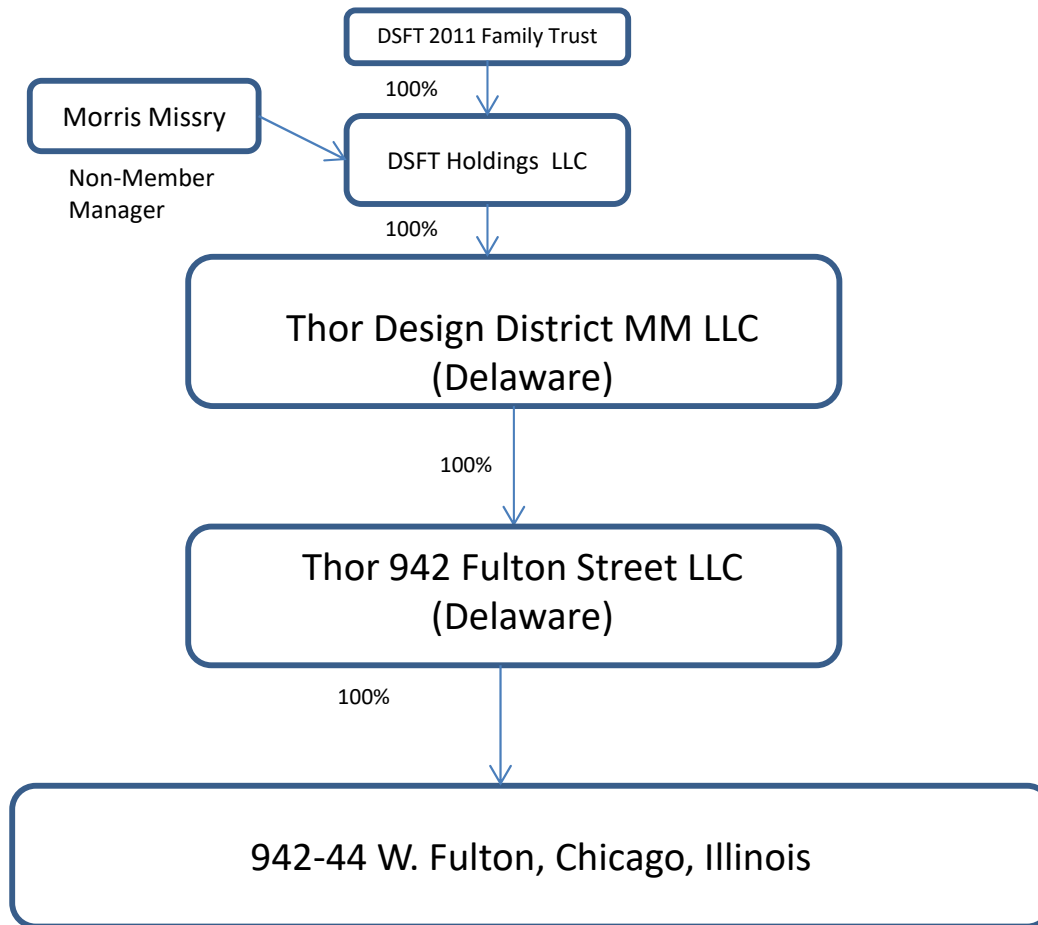 DSFT 2011 Family Trust
100%
Morris Missry
Non-Member
Manager
DSFT Holdings  LLC
100%
Thor Design District MM LLC
(Delaware)
100%
Thor 942 Fulton Street LLC
(Delaware)
100%
942-44 W. Fulton, Chicago, Illinois